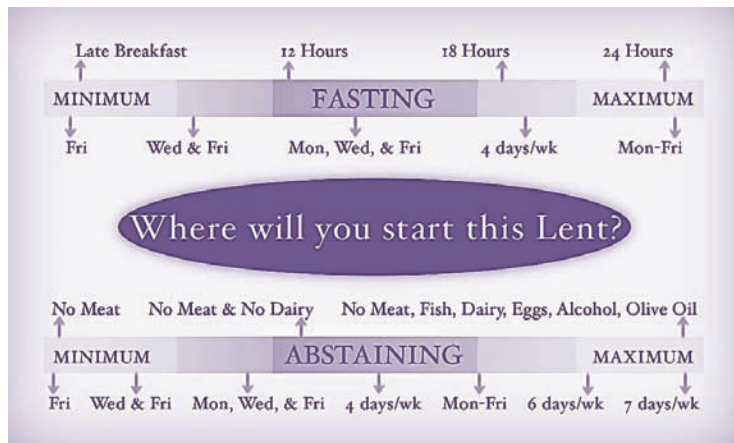 Late Breakfast 12 Hours 18 Hours 24 Hours
MINIMUM FASTING MAXIMUM
Fri Wed & Fri Mon, Wed, & Fri 4 days/wk Mon-Fri
Where will you start this Lent?
No Meat No Meat & No Dairy No Meat, Fish, Dairy, Eggs, Alcohol, Olive Oil
MINIMUM ABSTAINING MAXIMUM
Fri Wed & Fri Mon, Wed, & Fri 4 days/wk Mon-Fri 6 days/wk 7 days/wk